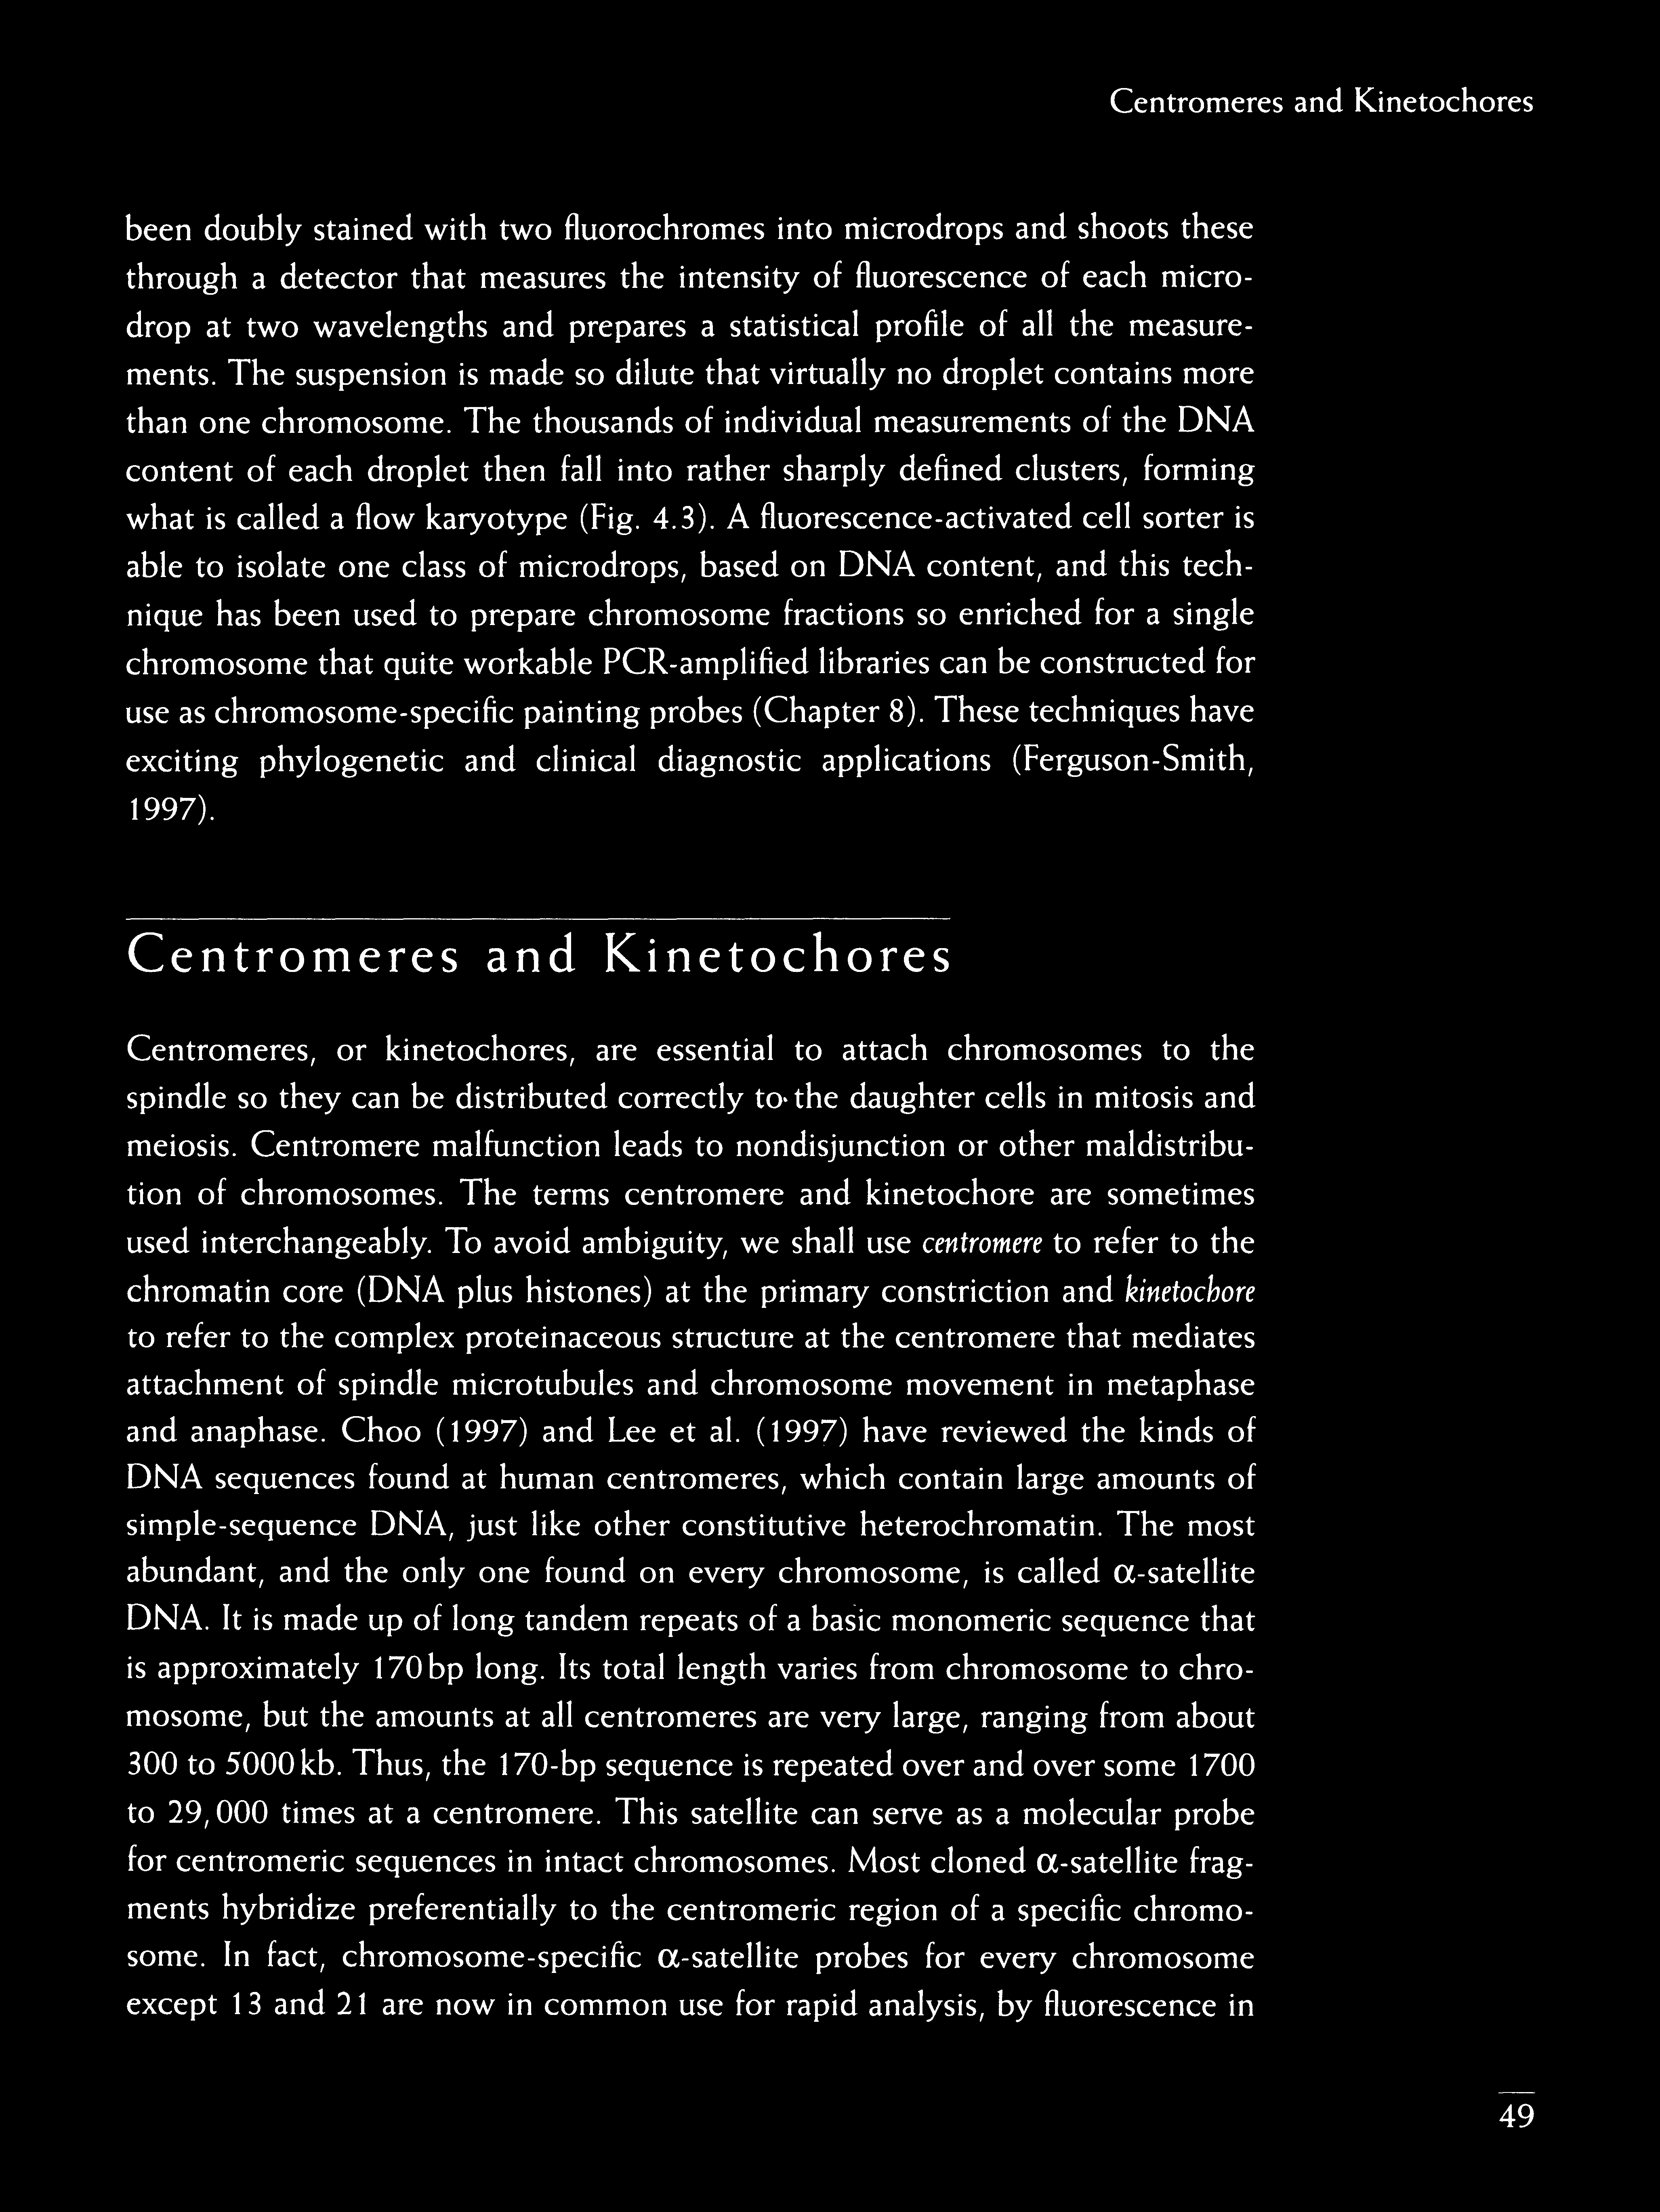 Centromeres and Kinetochores
been doubly stained with two fluorochromes into microdrops and shoots these
through a detector that measures the intensity of fluorescence of each micro-
drop at two wavelengths and prepares a statistical profile of all the measure-
ments. The suspension is made so dilute that virtually no droplet contains more
than one chromosome. The thousands of individual measurements of the DNA
content of each droplet then fall into rather sharply defined clusters, forming
what is called a flow karyotype (Fig. 4.3). A fluorescence-activated cell sorter is
able to isolate one class of microdrops, based on DNA content, and this tech-
nique has been used to prepare chromosome fractions so enriched for a single
chromosome that quite workable PCR-amplified libraries can be constructed for
use as chromosome-specific painting probes (Chapter 8). These techniques have
exciting phylogenetic and clinical diagnostic applications (Ferguson-Smith,
1997).
Centromeres and Kinetochores
Centromeres, or kinetochores, are essential to attach chromosomes to the
spindle so they can be distributed correctly to the daughter cells in mitosis and
meiosis. Centromere malfunction leads to nondisjunction or other maldistribu-
tion of chromosomes. The terms centromere and kinetochore are sometimes
used interchangeably. To avoid ambiguity, we shall use centromere to refer to the
chromatin core (DNA plus histones) at the primary constriction and kinetochore
to refer to the complex proteinaceous structure at the centromere that mediates
attachment of spindle microtubules and chromosome movement in metaphase
and anaphase. Choo (1997) and Lee et al. (1997) have reviewed the kinds of
DNA sequences found at human centromeres, which contain large amounts of
simple-sequence DNA, just like other constitutive heterochromatin. The most
abundant, and the only one found on every chromosome, is called α-satellite
DNA. It is made up of long tandem repeats of a basic monomeric sequence that
is approximately 170 bp long. Its total length varies from chromosome to chro-
mosome, but the amounts at all centromeres are very large, ranging from about
300 to 5000 kb. Thus, the 170-bp sequence is repeated over and over some 1700
to 29,000 times at a centromere. This satellite can serve as a molecular probe
for centromeric sequences in intact chromosomes. Most cloned α-satellite frag-
ments hybridize preferentially to the centromeric region of a specific chromo-
some. In fact, chromosome-specific α-satellite probes for every chromosome
except 13 and 21 are now in common use for rapid analysis, by fluorescence in
49